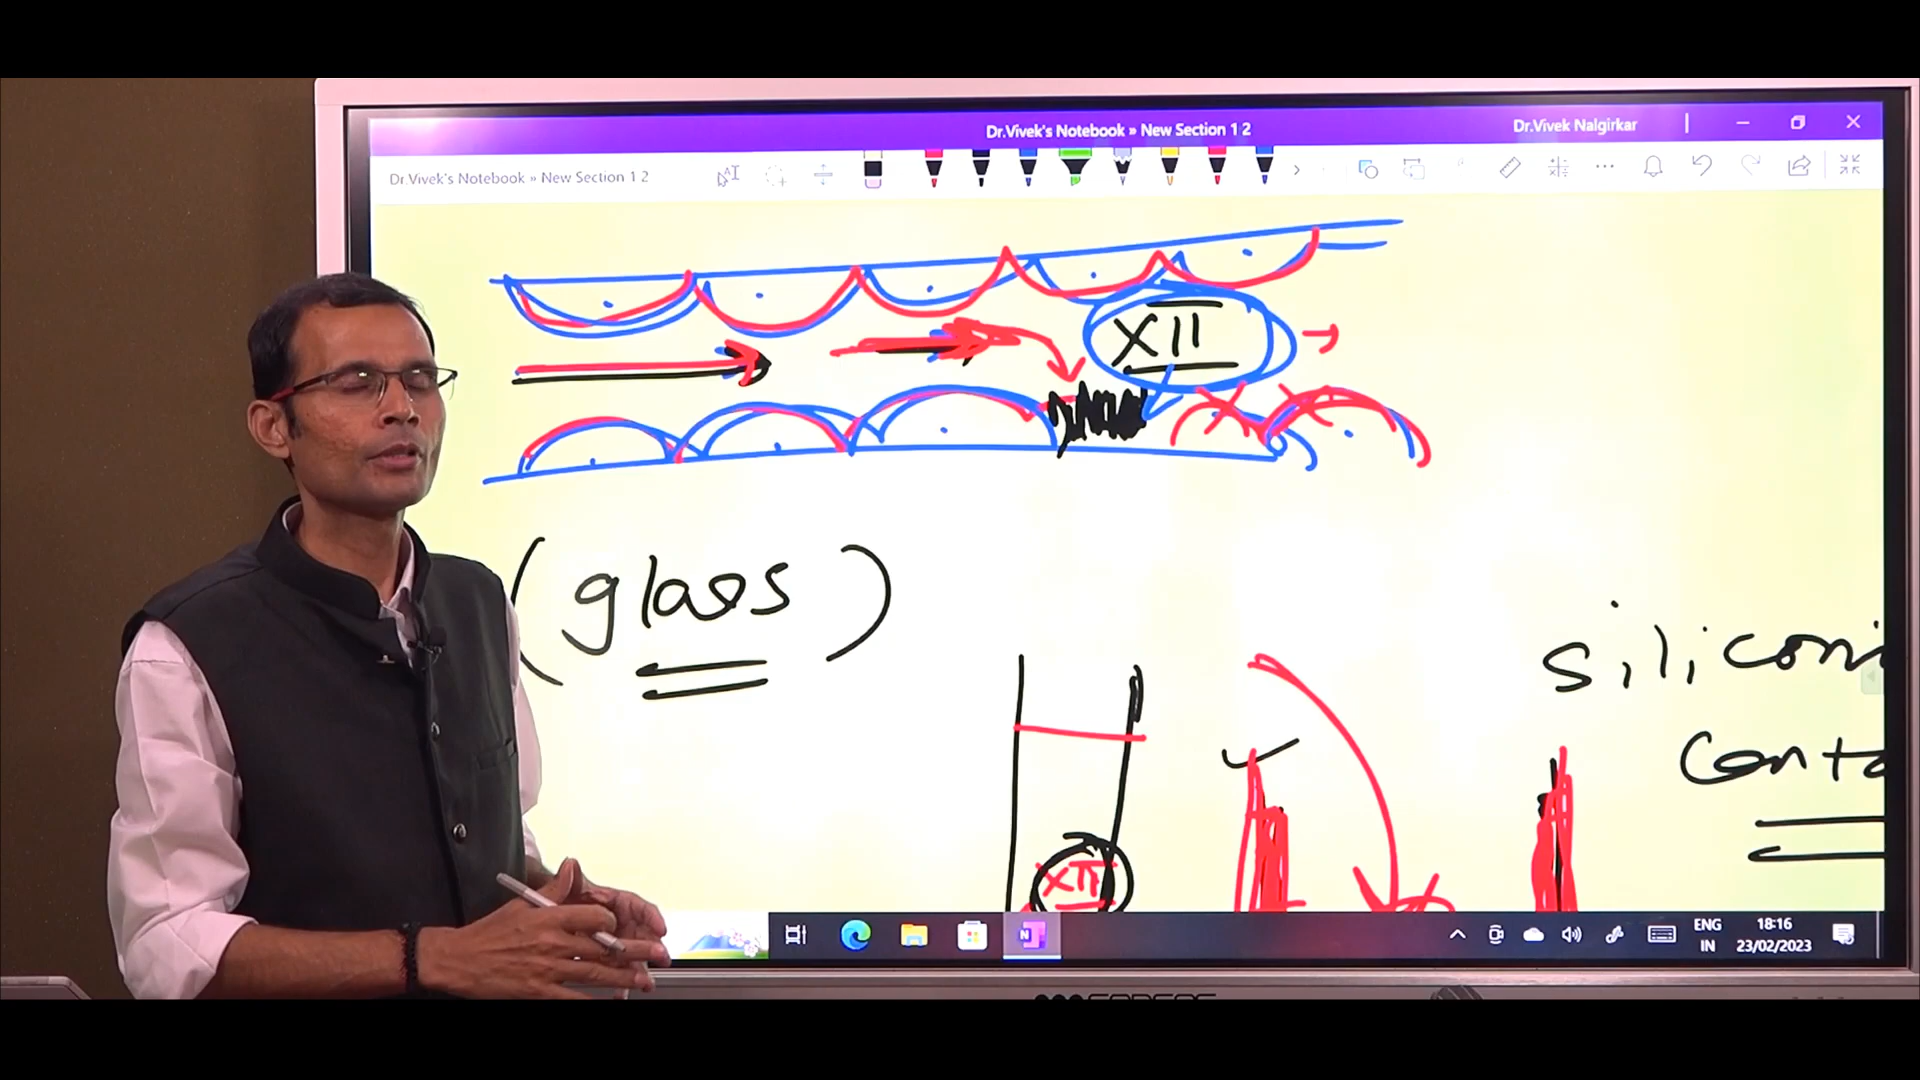 Dr.Vivek's Notebook » New Section 1 2
Dr.Vivek Nalgirkar
Dr.Vivek's Notebook » New Section 1 2
XII
(glass)
XII
ENG
IN
18:16
23/02/2023